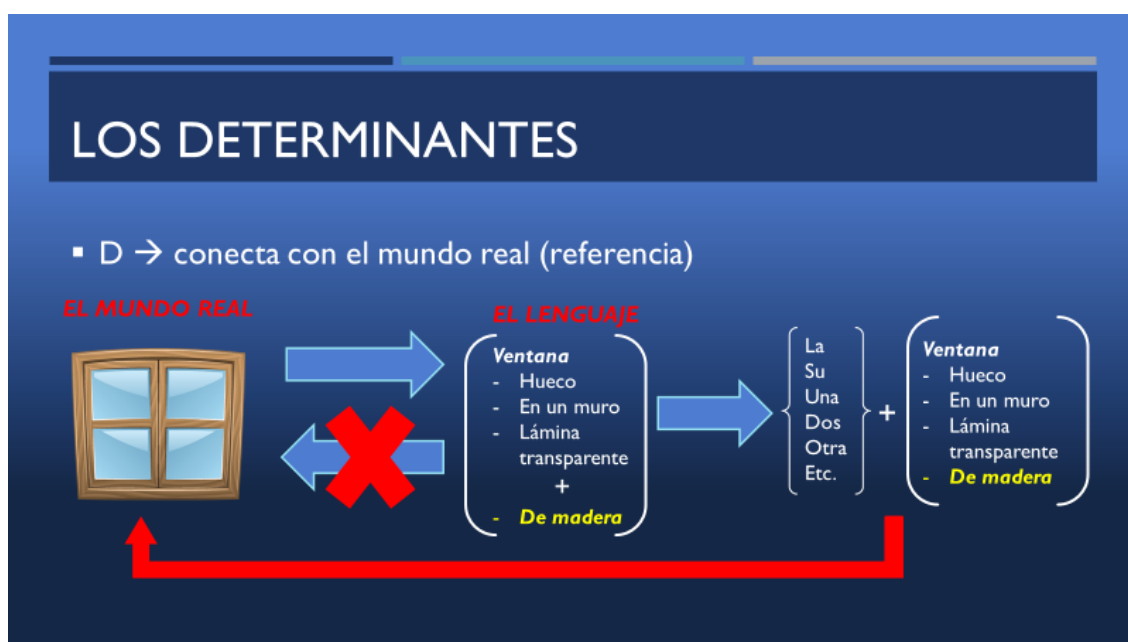 LOS DETERMINANTES
▪ D → conecta con el mundo real (referencia)
EL MUNDO REAL
EL LENGUAJE
Ventana
- Hueco
- En un muro
- Lámina
transparente
+
- De madera
La
Su
Una
Dos
Otra
Etc.
+
Ventana
- Hueco
- En un muro
- Lámina
transparente
- De madera